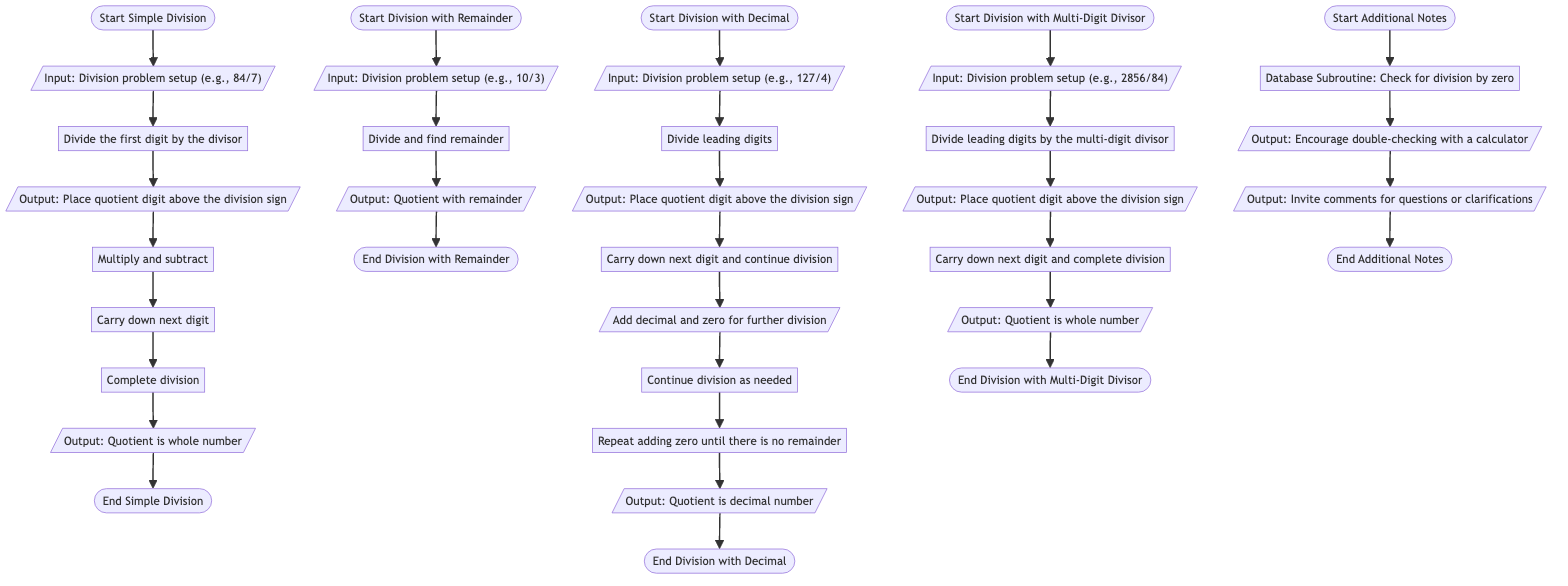 Start Simple Division
Input: Division problem setup (e.g., 84/7)
Divide the first digit by the divisor
Output: Place quotient digit above the division sign
Multiply and subtract
Carry down next digit
Complete division
Output: Quotient is whole number
End Simple Division
Start Division with Remainder
Input: Division problem setup (e.g., 10/3)
Divide and find remainder
Output: Quotient with remainder
End Division with Remainder
Start Division with Decimal
Input: Division problem setup (e.g., 127/4)
Divide leading digits
Output: Place quotient digit above the division sign
Carry down next digit and continue division
Add decimal and zero for further division
Continue division as needed
Repeat adding zero until there is no remainder
Output: Quotient is decimal number
End Division with Decimal
Start Division with Multi-Digit Divisor
Input: Division problem setup (e.g., 2856/84)
Divide leading digits by the multi-digit divisor
Output: Place quotient digit above the division sign
Carry down next digit and complete division
Output: Quotient is whole number
End Division with Multi-Digit Divisor
Start Additional Notes
Database Subroutine: Check for division by zero
Output: Encourage double-checking with a calculator
Output: Invite comments for questions or clarifications
End Additional Notes